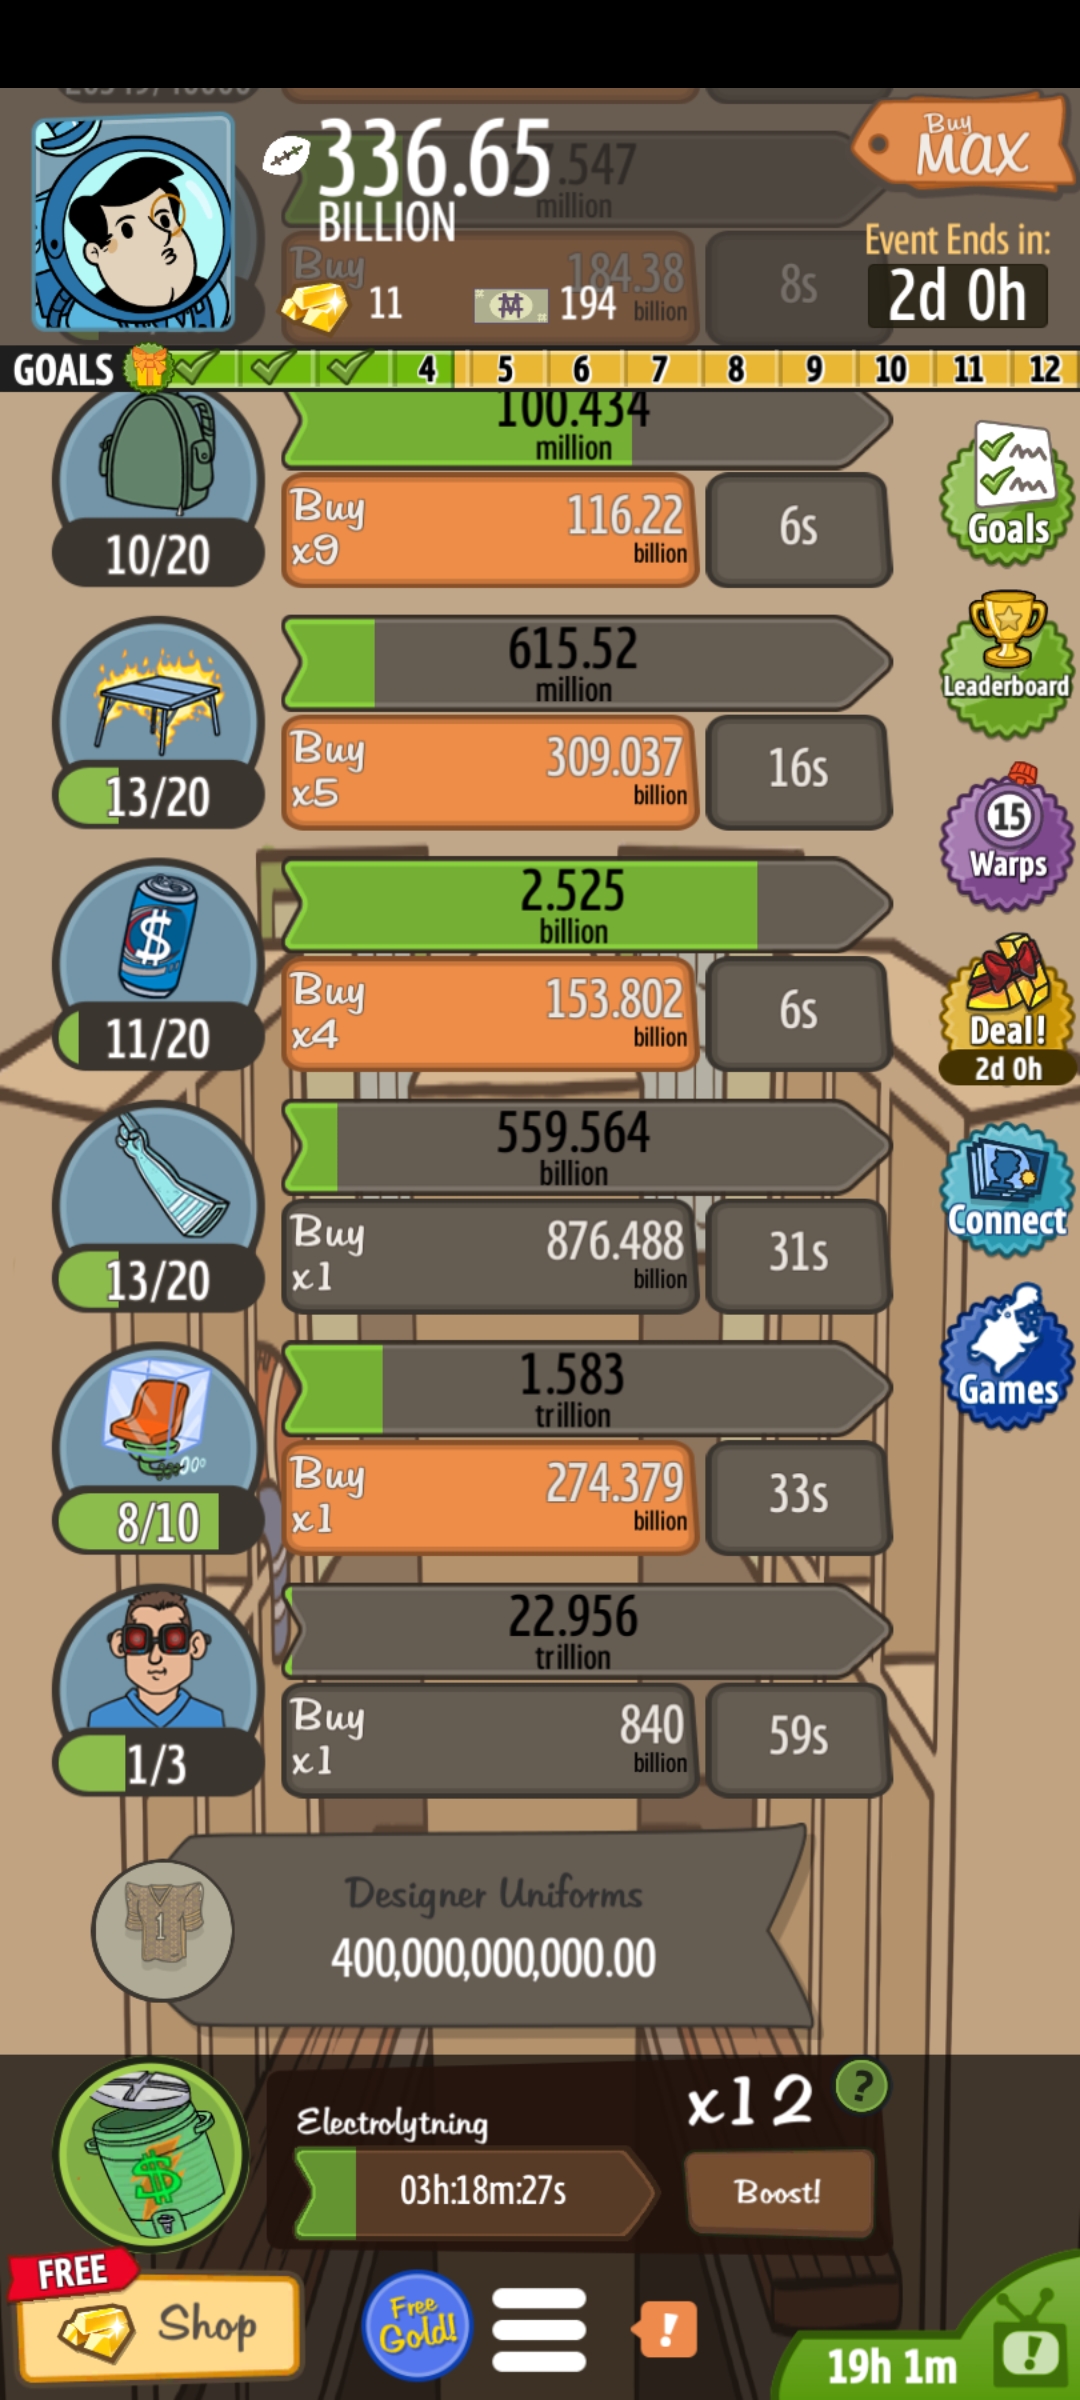 336.65
BILLION
Buy
MAX
27.547
million
Event Ends in:
2d 0h
Buy
184.38
billion
8s
11
194
GOALS
4
5
6
7
8
9
10
11
12
100.434
million
Buy
x9
116.22
billion
6s
10/20
Goals
615.52
million
Buy
x5
309.037
billion
16s
13/20
Leaderboard
15
Warps
$
2.525
billion
Buy
x4
153.802
billion
6s
11/20
Deal!
2d 0h
559.564
billion
Buy
x1
876.488
billion
31s
13/20
Connect
1.583
trillion
Buy
x1
274.379
billion
33s
8/10
Games
22.956
trillion
Buy
x1
840
billion
59s
1/3
1
Designer Uniforms
400,000,000,000.00
$
Electrolytning
x12
?
03h:18m:27s
Boost!
FREE
Shop
Free
Gold!
!
19h 1m
!